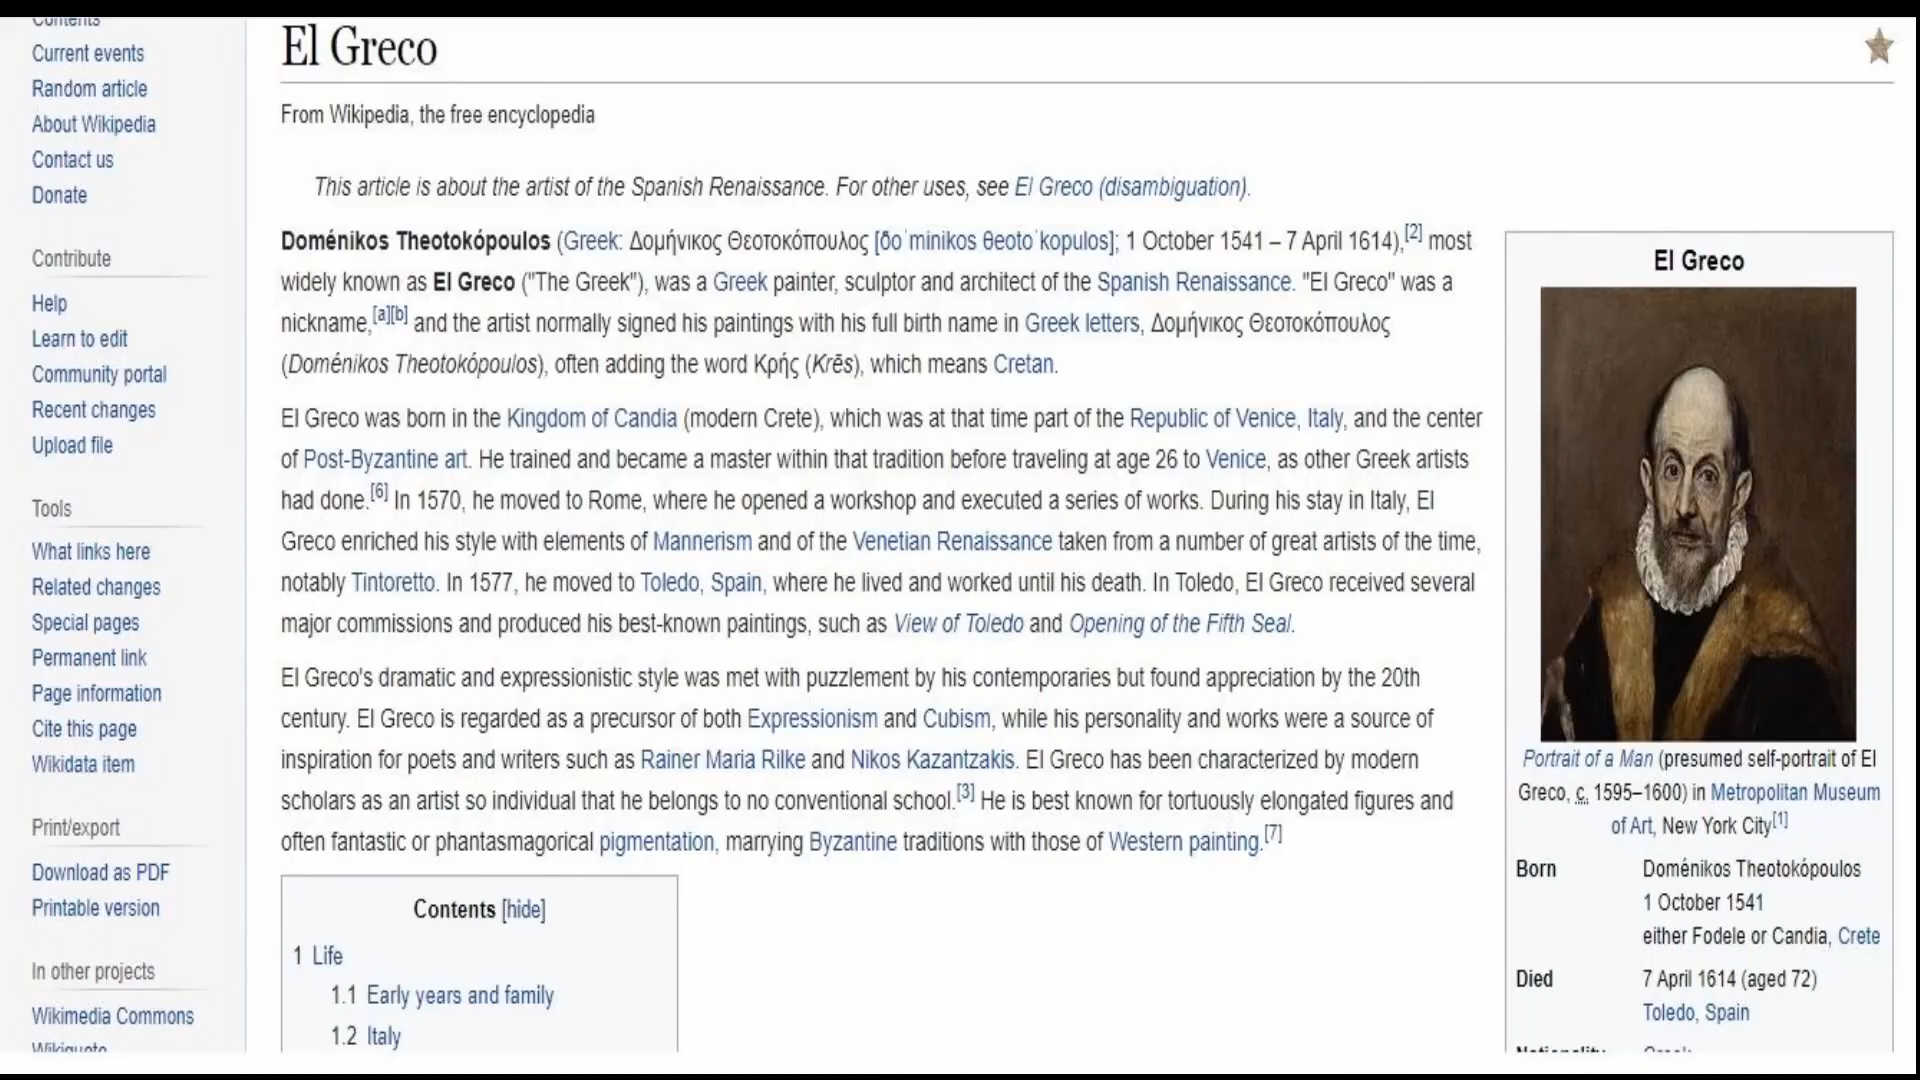 Contents
Current events
Random article
About Wikipedia
Contact us
Donate
Contribute
Help
Learn to edit
Community portal
Recent changes
Upload file
Tools
What links here
Related changes
Special pages
Permanent link
Page information
Cite this page
Wikidata item
Print/export
Download as PDF
Printable version
In other projects
Wikimedia Commons
Wikiquote
El Greco
From Wikipedia, the free encyclopedia
This article is about the artist of the Spanish Renaissance. For other uses, see El Greco (disambiguation).
Doménikos Theotokópoulos (Greek: Δομήνικος Θεοτοκόπουλος [ðoˈminikos θeotoˈkopulos]; 1 October 1541 – 7 April 1614),[2] most
widely known as El Greco ("The Greek"), was a Greek painter, sculptor and architect of the Spanish Renaissance. "El Greco" was a
nickname,[a][b] and the artist normally signed his paintings with his full birth name in Greek letters, Δομήνικος Θεοτοκόπουλος
(Doménikos Theotokópoulos), often adding the word Κρής (Krēs), which means Cretan.
El Greco was born in the Kingdom of Candia (modern Crete), which was at that time part of the Republic of Venice, Italy, and the center
of Post-Byzantine art. He trained and became a master within that tradition before traveling at age 26 to Venice, as other Greek artists
had done.[6] In 1570, he moved to Rome, where he opened a workshop and executed a series of works. During his stay in Italy, El
Greco enriched his style with elements of Mannerism and of the Venetian Renaissance taken from a number of great artists of the time,
notably Tintoretto. In 1577, he moved to Toledo, Spain, where he lived and worked until his death. In Toledo, El Greco received several
major commissions and produced his best-known paintings, such as View of Toledo and Opening of the Fifth Seal.
El Greco's dramatic and expressionistic style was met with puzzlement by his contemporaries but found appreciation by the 20th
century. El Greco is regarded as a precursor of both Expressionism and Cubism, while his personality and works were a source of
inspiration for poets and writers such as Rainer Maria Rilke and Nikos Kazantzakis. El Greco has been characterized by modern
scholars as an artist so individual that he belongs to no conventional school.[3] He is best known for tortuously elongated figures and
often fantastic or phantasmagorical pigmentation, marrying Byzantine traditions with those of Western painting.[7]
Contents [hide]
1 Life
1.1 Early years and family
1.2 Italy
El Greco
Portrait of a Man (presumed self-portrait of El
Greco, c. 1595–1600) in Metropolitan Museum
of Art, New York City[1]
Born Doménikos Theotokópoulos
1 October 1541
either Fodele or Candia, Crete
Died 7 April 1614 (aged 72)
Toledo, Spain
Nationality Greek